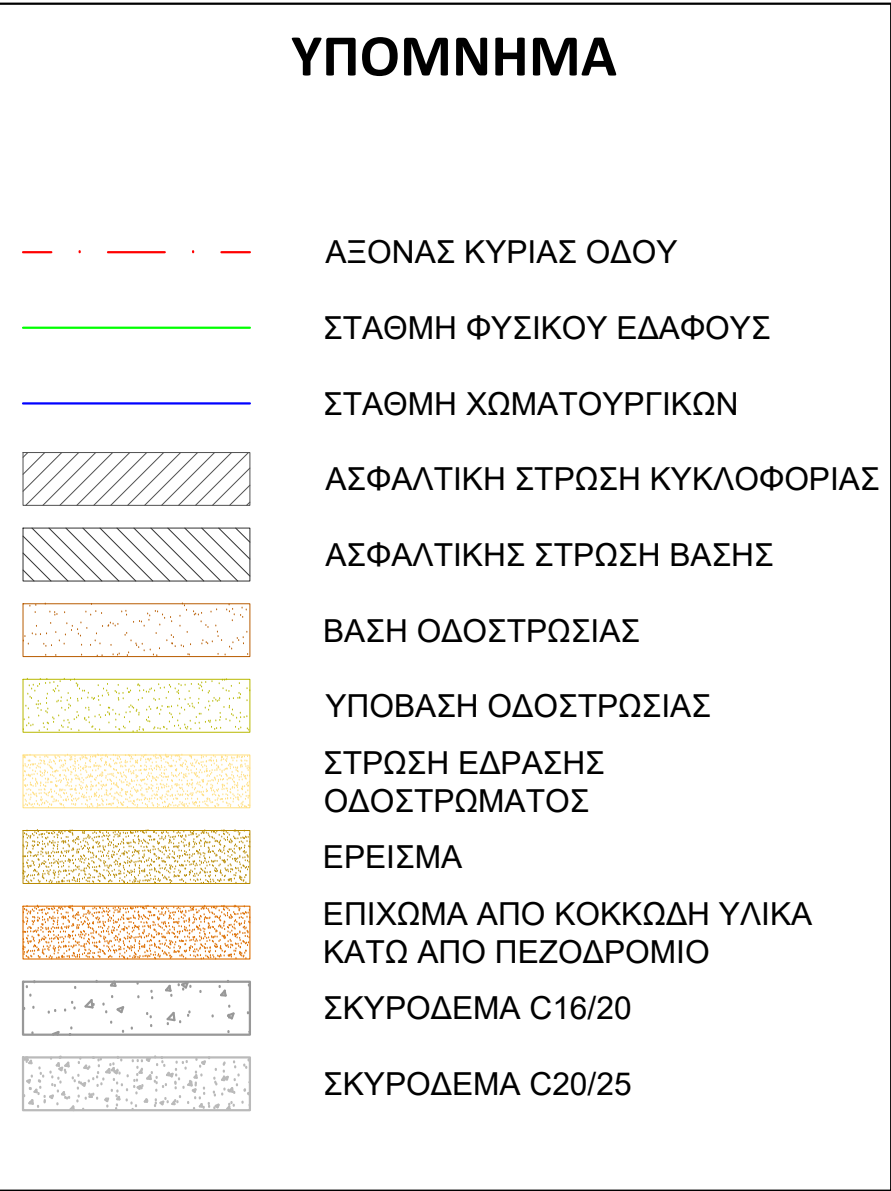 ΥΠΟΜΝΗΜΑ
ΑΞΟΝΑΣ ΚΥΡΙΑΣ ΟΔΟΥ
ΣΤΑΘΜΗ ΦΥΣΙΚΟΥ ΕΔΑΦΟΥΣ
ΣΤΑΘΜΗ ΧΩΜΑΤΟΥΡΓΙΚΩΝ
ΑΣΦΑΛΤΙΚΗ ΣΤΡΩΣΗ ΚΥΚΛΟΦΟΡΙΑΣ
ΑΣΦΑΛΤΙΚΗΣ ΣΤΡΩΣΗ ΒΑΣΗΣ
ΒΑΣΗ ΟΔΟΣΤΡΩΣΙΑΣ
ΥΠΟΒΑΣΗ ΟΔΟΣΤΡΩΣΙΑΣ
ΣΤΡΩΣΗ ΕΔΡΑΣΗΣ
ΟΔΟΣΤΡΩΜΑΤΟΣ
ΕΡΕΙΣΜΑ
ΕΠΙΧΩΜΑ ΑΠΟ ΚΟΚΚΩΔΗ ΥΛΙΚΑ
ΚΑΤΩ ΑΠΟ ΠΕΖΟΔΡΟΜΙΟ
ΣΚΥΡΟΔΕΜΑ C16/20
ΣΚΥΡΟΔΕΜΑ C20/25